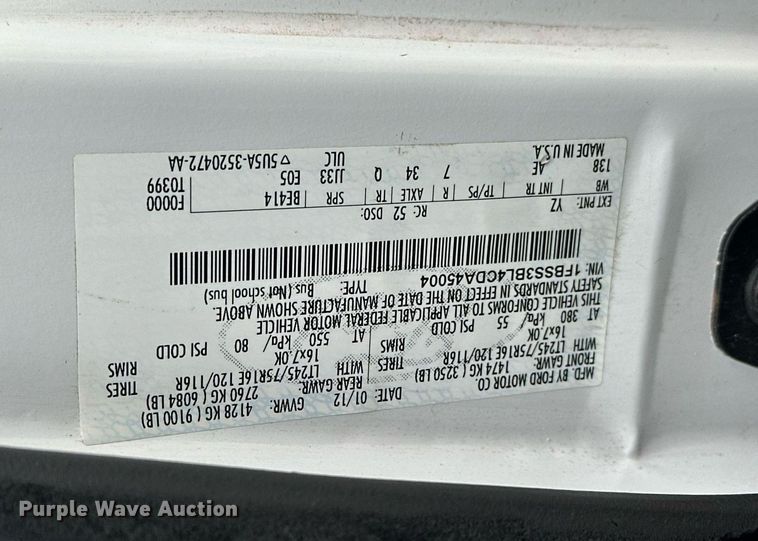 MFD. BY FORD MOTOR CO.
DATE: 01/12 GVWR: 4128 KG ( 9100 LB)
FRONT GAWR: REAR GAWR: 2760 KG ( 6084 LB)
1474 KG ( 3250 LB) WITH
LT245/75R16E 120/116R TIRES LT245/75R16E 120/116R TIRES
16x7.0K RIMS 16x7.0K RIMS
AT 380 kPa/ 55 PSI COLD AT 550 kPa/ 80 PSI COLD
THIS VEHICLE CONFORMS TO ALL APPLICABLE FEDERAL MOTOR VEHICLE
SAFETY STANDARDS IN EFFECT ON THE DATE OF MANUFACTURE SHOWN ABOVE
VIN: 1FBSS3BL4CDA45004 TYPE: Bus (Not school bus)
EXT PNT: YZ RC: 52 DSO: F0000 T0399
WB INT TR TP/PS R AXLE TR SPR BE414
138 AE 7 34 Q JJ33 E05
MADE IN U.S.A. ULC
▽5U5A-3520472-AA
Purple Wave Auction